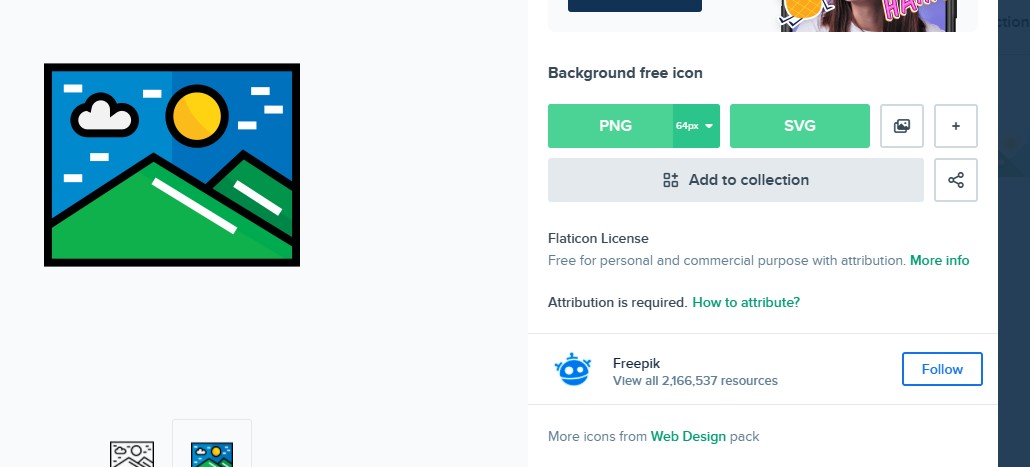 Background free icon
PNG 64px SVG +
Add to collection
Flaticon License
Free for personal and commercial purpose with attribution. More info
Attribution is required. How to attribute?
Freepik
View all 2,166,537 resources
Follow
More icons from Web Design pack